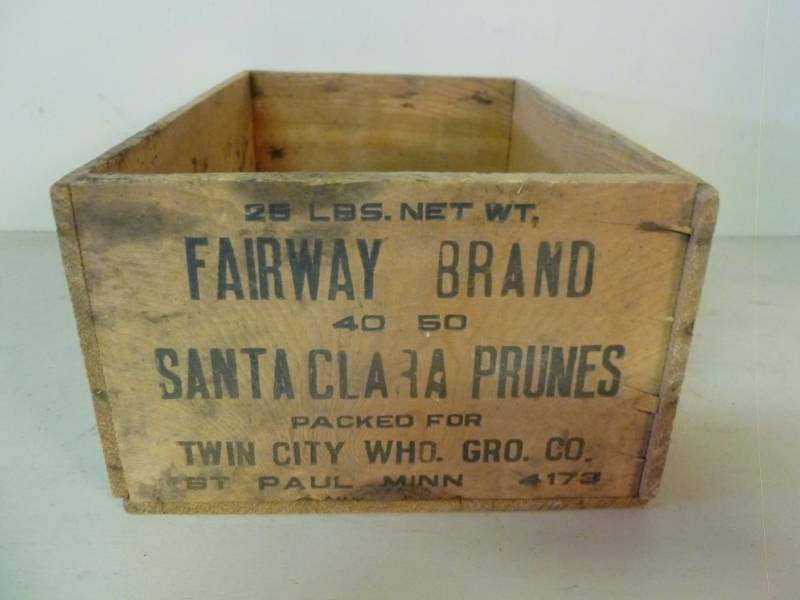 25 LBS. NET WT.
FAIRWAY BRAND
40 50
SANTA CLARA PRUNES
PACKED FOR
TWIN CITY WHO. GRO. CO.
ST PAUL MINN 4173